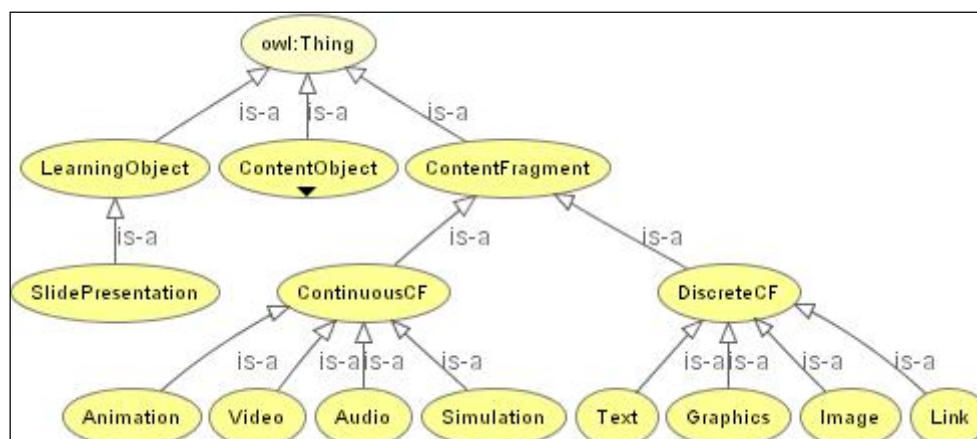 owl:Thing
is-a is-a is-a
LearningObject ContentObject ContentFragment
is-a is-a is-a
SlidePresentation ContinuousCF DiscreteCF
is-a is-a is-a is-a is-a is-a is-a is-a
Animation Video Audio Simulation Text Graphics Image Link